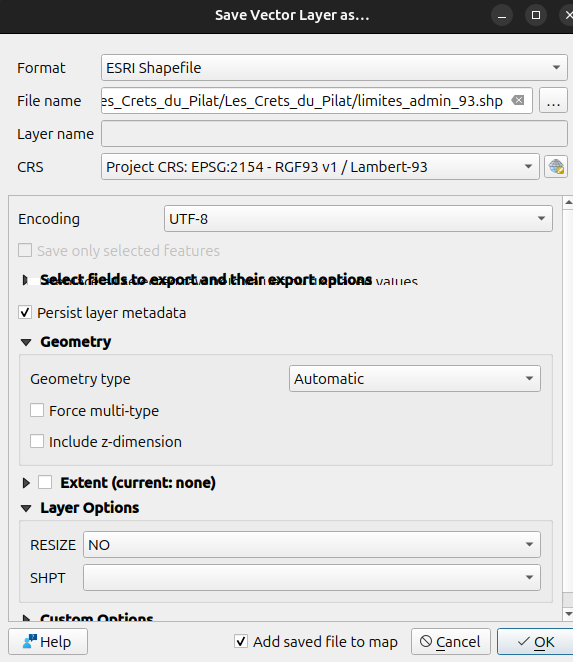 Save Vector Layer as…
Format ESRI Shapefile
File name es_Crets_du_Pilat/Les_Crets_du_Pilat/limites_admin_93.shp …
Layer name
CRS Project CRS: EPSG:2154 - RGF93 v1 / Lambert-93
Encoding UTF-8
Save only selected features
Select fields to export and their export options
values
Persist layer metadata
Geometry
Geometry type Automatic
Force multi-type
Include z-dimension
Extent (current: none)
Layer Options
RESIZE NO
SHPT
Custom Options
Help Add saved file to map Cancel OK